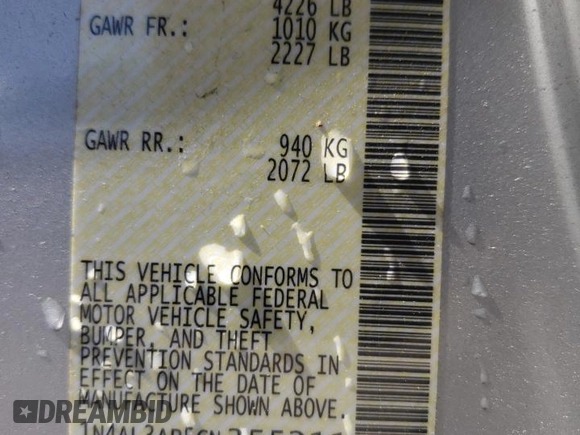 4226 LB
GAWR FR.: 1010 KG
2227 LB
GAWR RR.: 940 KG
2072 LB
THIS VEHICLE CONFORMS TO
ALL APPLICABLE FEDERAL
MOTOR VEHICLE SAFETY,
BUMPER, AND THEFT
PREVENTION STANDARDS IN
EFFECT ON THE DATE OF
MANUFACTURE SHOWN ABOVE.
DREAMBID